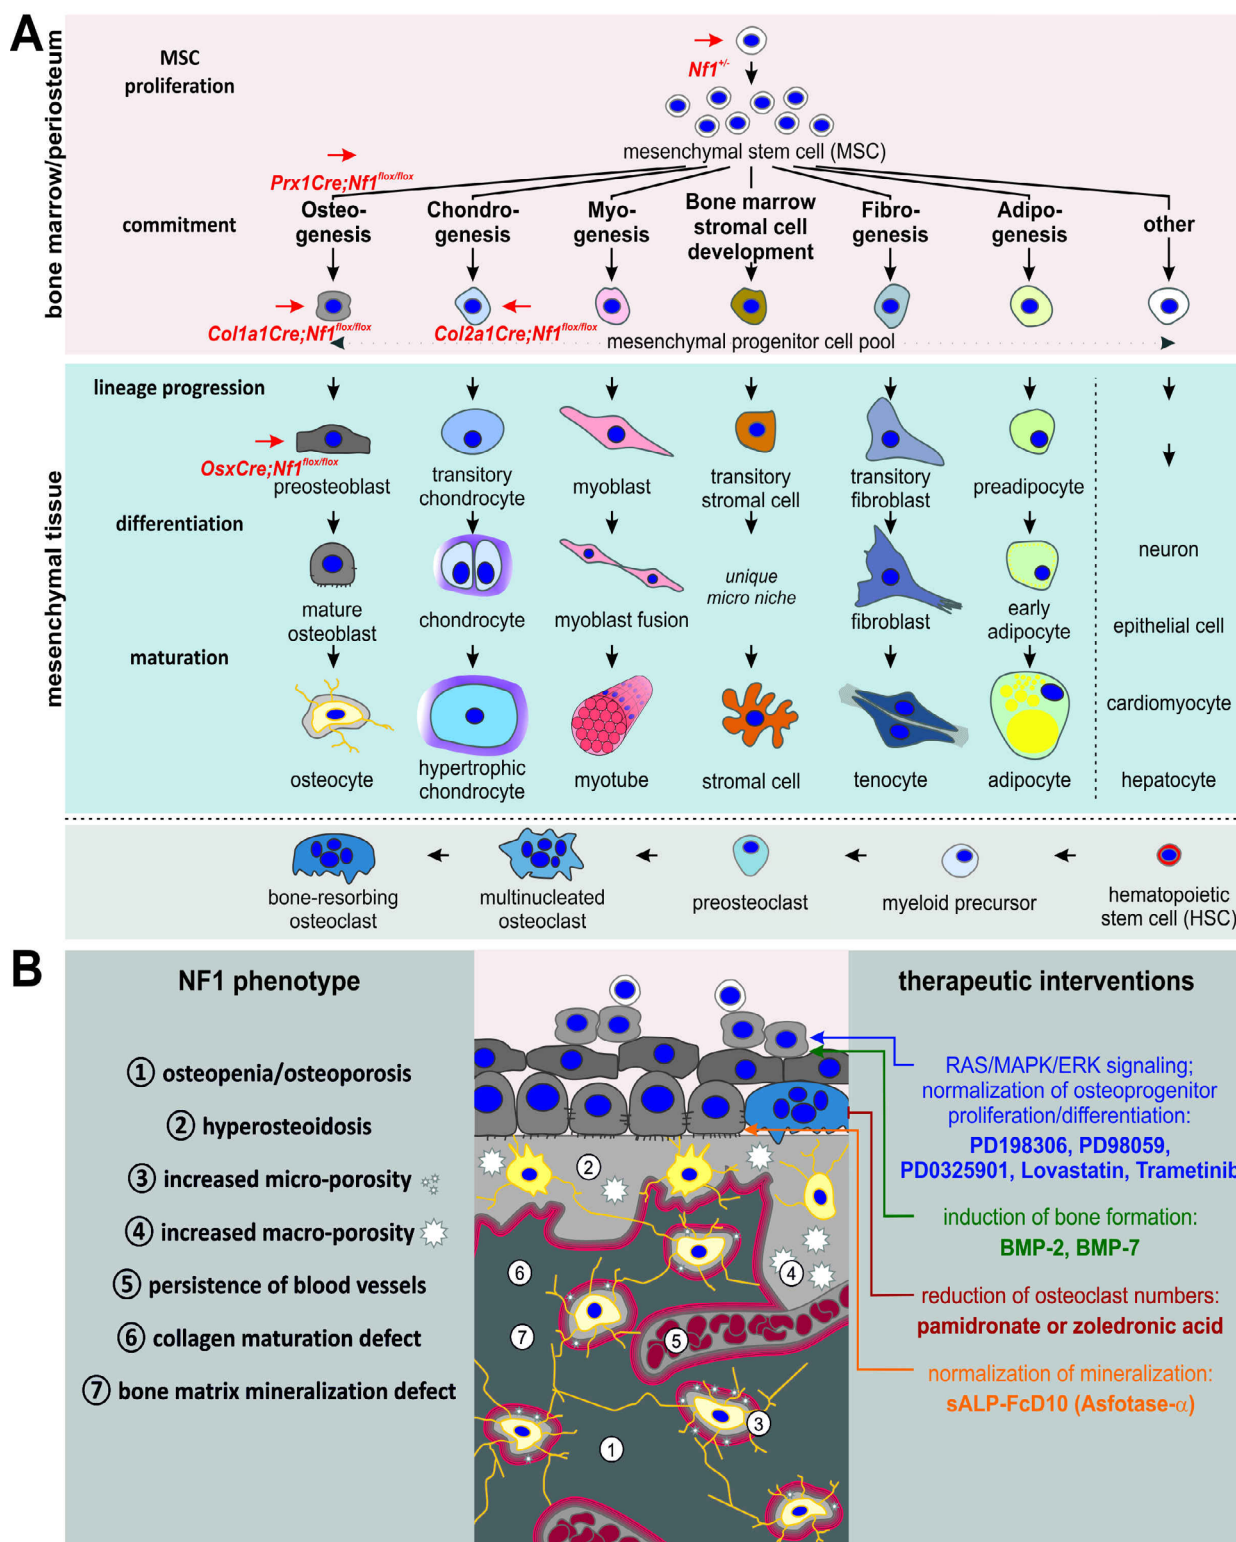 A
bone marrow/periosteum
MSC
proliferation
Nf1+/-
mesenchymal stem cell (MSC)
Prx1Cre;Nf1flox/flox
commitment
Osteo-
genesis
Chondro-
genesis
Myo-
genesis
Bone marrow
stromal cell
development
Fibro-
genesis
Adipo-
genesis
other
Col1a1Cre;Nf1flox/flox
Col2a1Cre;Nf1flox/flox
mesenchymal progenitor cell pool
mesenchymal tissue
lineage progression
OsxCre;Nf1flox/flox
preosteoblast
transitory
chondrocyte
myoblast
transitory
stromal cell
transitory
fibroblast
preadipocyte
differentiation
mature
osteoblast
chondrocyte
myoblast fusion
unique
micro niche
fibroblast
early
adipocyte
neuron
epithelial cell
maturation
osteocyte
hypertrophic
chondrocyte
myotube
stromal cell
tenocyte
adipocyte
cardiomyocyte
hepatocyte
bone-resorbing
osteoclast
multinucleated
osteoclast
preosteoclast
myeloid precursor
hematopoietic
stem cell (HSC)
B
NF1 phenotype
1 osteopenia/osteoporosis
2 hyperosteoidosis
3 increased micro-porosity
4 increased macro-porosity
5 persistence of blood vessels
6 collagen maturation defect
7 bone matrix mineralization defect
2
6
4
7
5
3
1
therapeutic interventions
RAS/MAPK/ERK signaling;
normalization of osteoprogenitor
proliferation/differentiation:
PD198306, PD98059,
PD0325901, Lovastatin, Trametinib
induction of bone formation:
BMP-2, BMP-7
reduction of osteoclast numbers:
pamidronate or zoledronic acid
normalization of mineralization:
sALP-FcD10 (Asfotase-α)